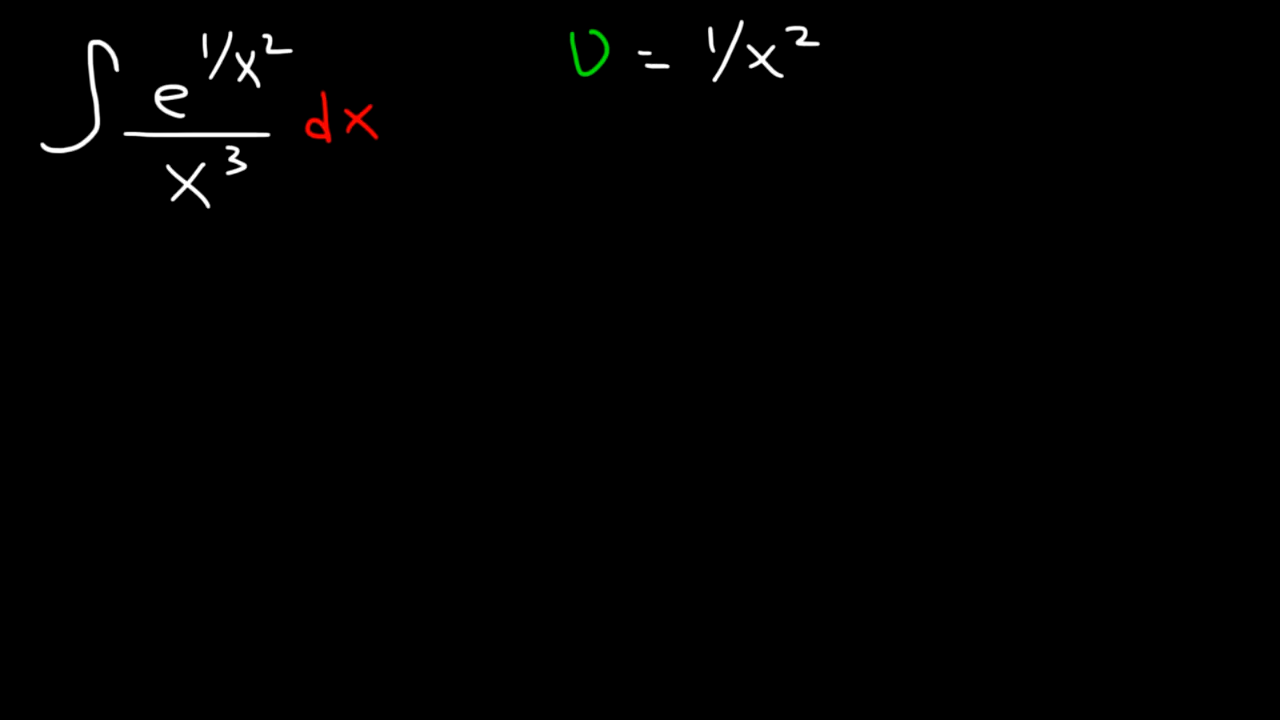 ∫ e^(1/x²) / x³ dx
U = 1/x²